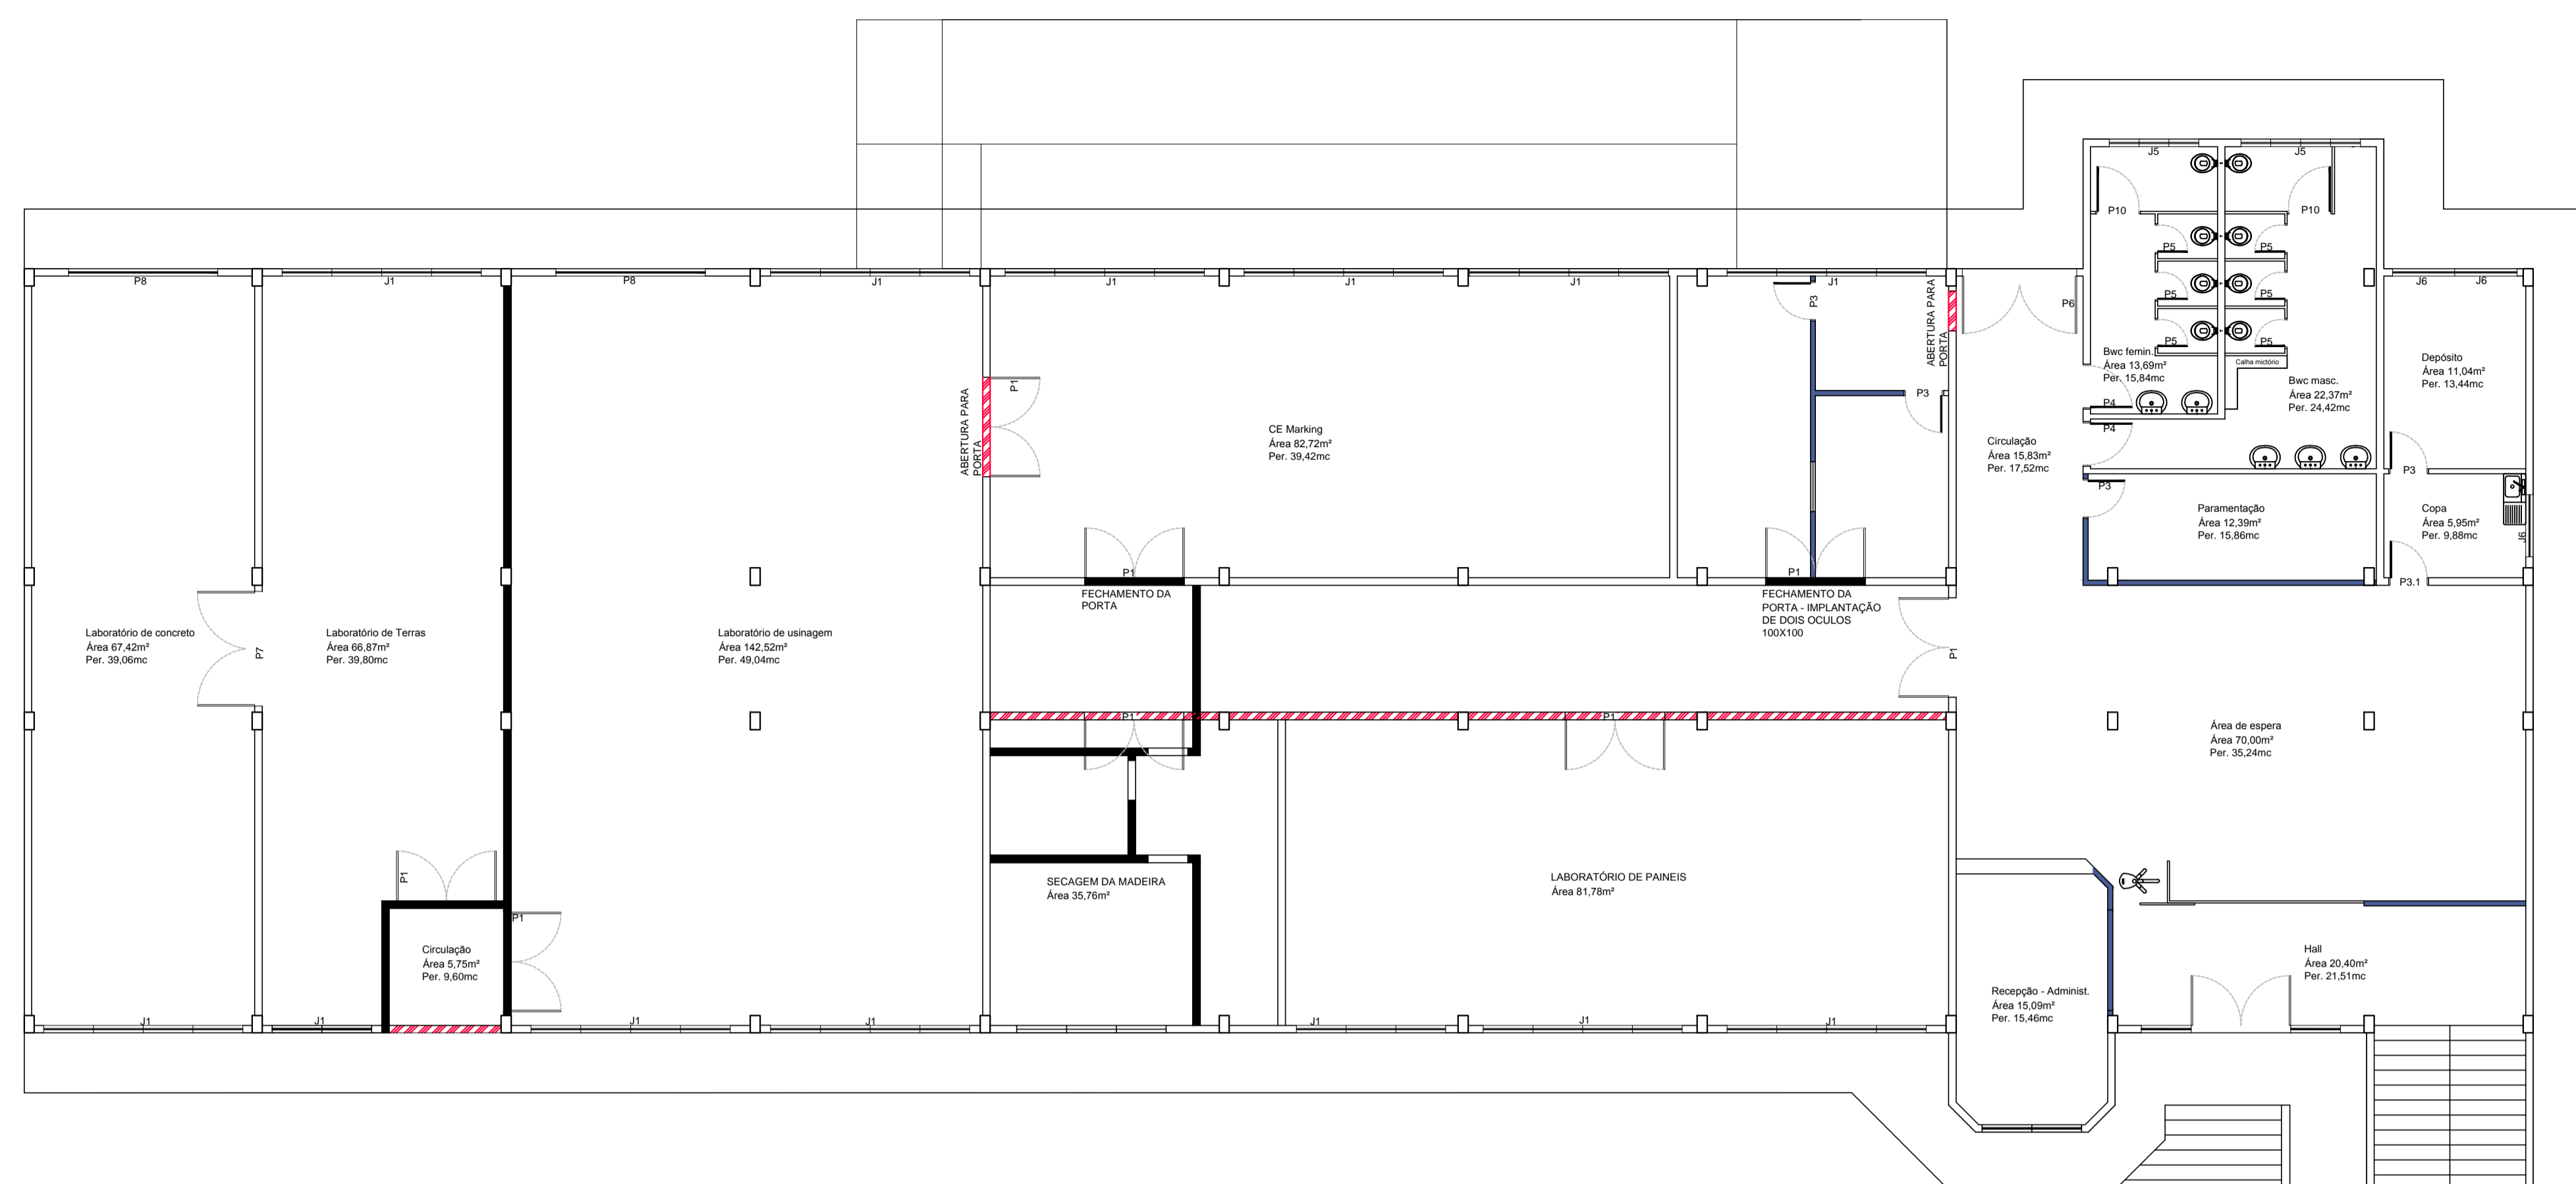 J5
J5
P10
P10
P5
P5
P5
P5
P5
P5
Calha mictório
Bwc femin.
Área 13,69m²
Per. 15,84mc
Bwc masc.
Área 22,37m²
Per. 24,42mc
P4
P4
P8
J1
P8
J1
J1
J1
J1
J1
P3
ABERTURA PARA
PORTA
P6
J6
J6
Depósito
Área 11,04m²
Per. 13,44mc
P1
ABERTURA PARA
PORTA
P3
CE Marking
Área 82,72m²
Per. 39,42mc
Circulação
Área 15,83m²
Per. 17,52mc
P3
P3
Paramentação
Área 12,39m²
Per. 15,86mc
Copa
Área 5,95m²
Per. 9,88mc
J6
P3.1
P1
FECHAMENTO DA
PORTA
P1
FECHAMENTO DA
PORTA - IMPLANTAÇÃO
DE DOIS OCULOS
100X100
Laboratório de concreto
Área 67,42m²
Per. 39,06mc
P7
Laboratório de Terras
Área 66,87m²
Per. 39,80mc
Laboratório de usinagem
Área 142,52m²
Per. 49,04mc
P1
P1
P1
Área de espera
Área 70,00m²
Per. 35,24mc
P1
P1
SECAGEM DA MADEIRA
Área 35,76m²
LABORATÓRIO DE PAINEIS
Área 81,78m²
Circulação
Área 5,75m²
Per. 9,60mc
Hall
Área 20,40m²
Per. 21,51mc
Recepção - Administ.
Área 15,09m²
Per. 15,46mc
J1
J1
J1
J1
J1
J1
J1